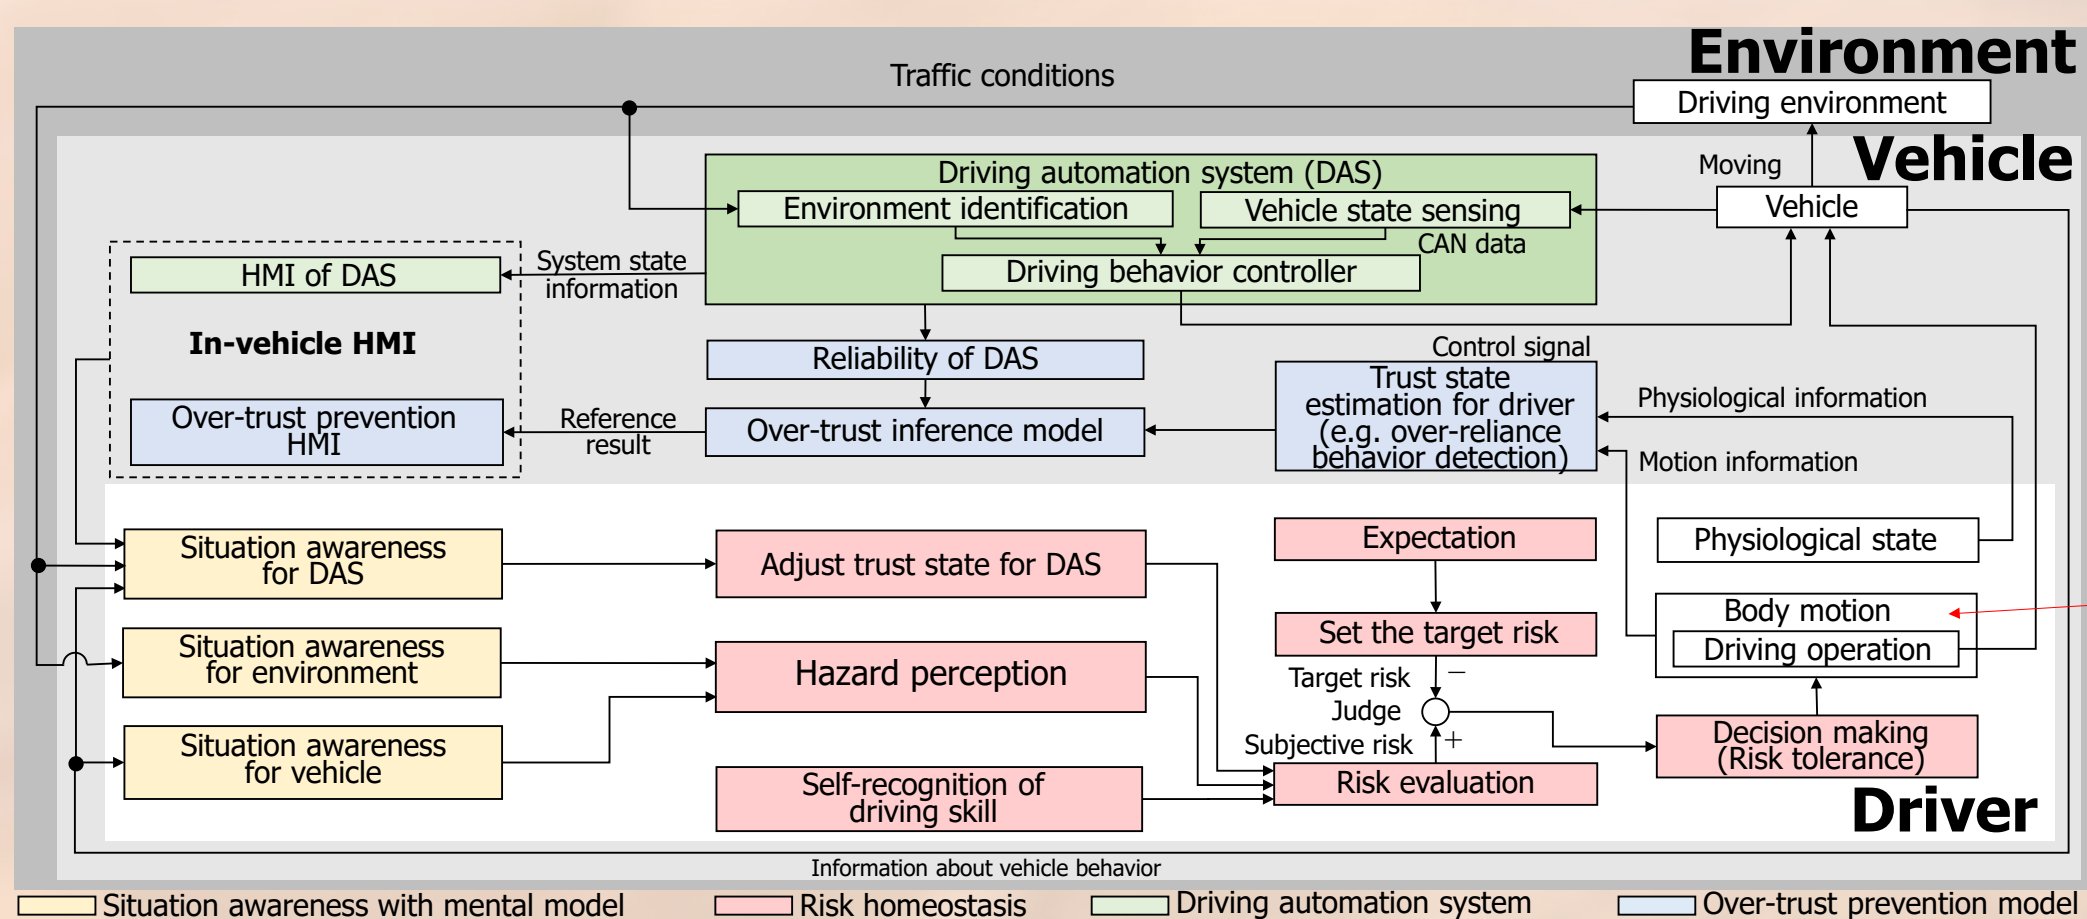 Environment
Traffic conditions
Driving environment
Vehicle
Moving
Driving automation system (DAS)
Environment identification
Vehicle state sensing
Vehicle
CAN data
HMI of DAS
System state
information
Driving behavior controller
In-vehicle HMI
Reliability of DAS
Control signal
Trust state
estimation for driver
(e.g. over-reliance
behavior detection)
Physiological information
Over-trust prevention
HMI
Reference
result
Over-trust inference model
Motion information
Situation awareness
for DAS
Adjust trust state for DAS
Expectation
Physiological state
Body motion
Driving operation
Set the target risk
Situation awareness
for environment
Hazard perception
Target risk
−
Judge
Subjective risk
+
Situation awareness
for vehicle
Self-recognition of
driving skill
Risk evaluation
Decision making
(Risk tolerance)
Driver
Information about vehicle behavior
Situation awareness with mental model
Risk homeostasis
Driving automation system
Over-trust prevention model